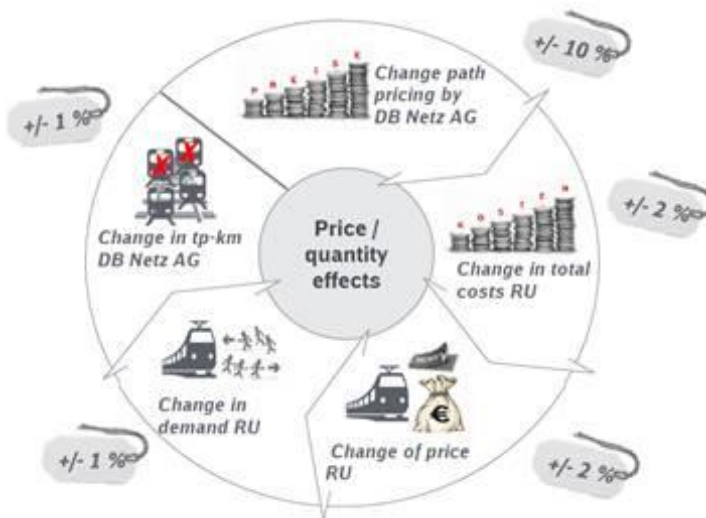 +/- 10 %
PREISE
Change path
pricing by
DB Netz AG
+/- 1 %
+/- 2 %
KOSTEN
Change in total
costs RU
Price /
quantity
effects
Change in tp-km
DB Netz AG
Change in
demand RU
€
Change of price
RU
+/- 1 %
+/- 2 %